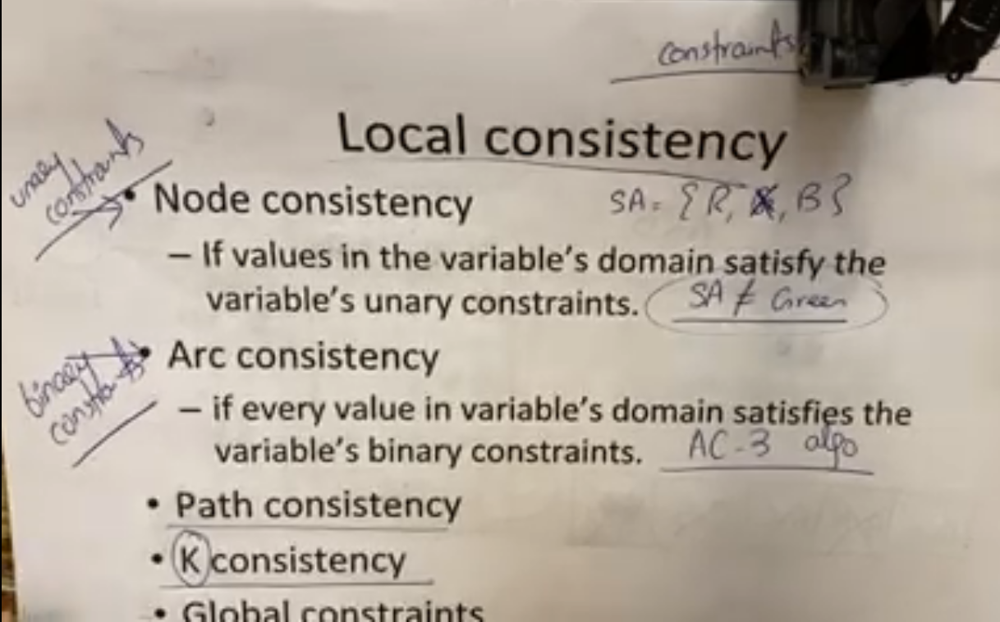 constraints
Local consistency
unary
constraints
• Node consistency SA = {R, G, B}
– If values in the variable's domain satisfy the
variable's unary constraints. SA ≠ Green
binary
constraints
• Arc consistency
– if every value in variable's domain satisfies the
variable's binary constraints. AC-3 algo
• Path consistency
• K consistency
• Global constraints